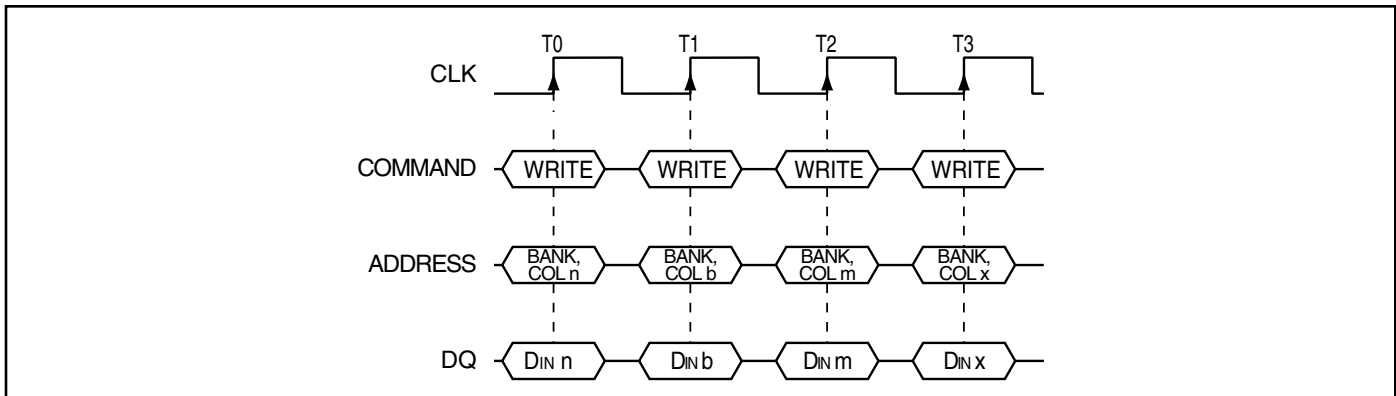 T0 T1 T2 T3
CLK
COMMAND WRITE WRITE WRITE WRITE
ADDRESS BANK, COL n BANK, COL b BANK, COL m BANK, COL x
DQ DIN n DIN b DIN m DIN x